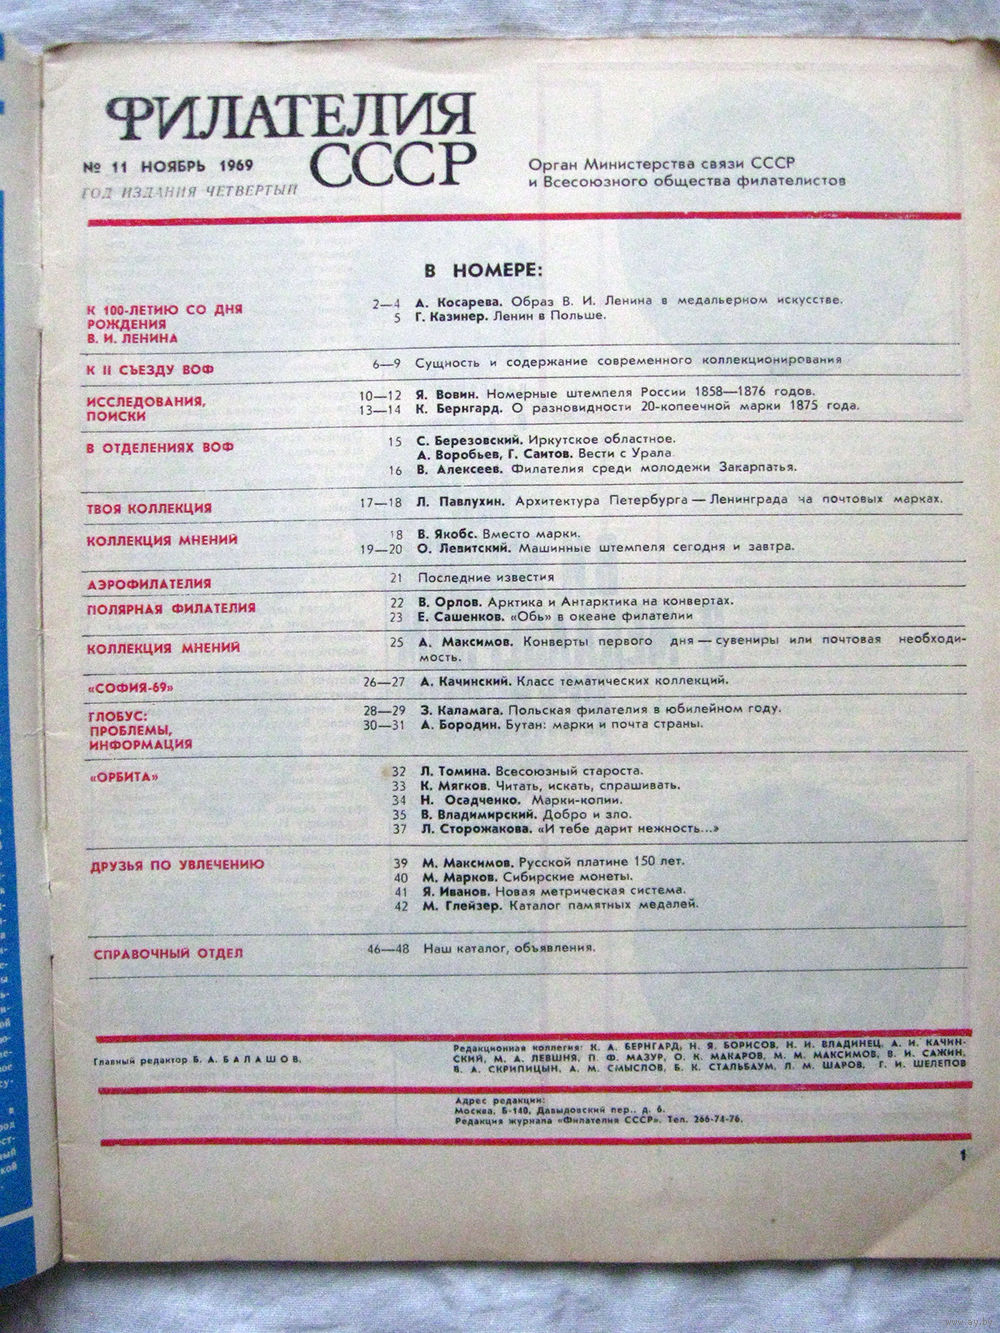 ФИЛАТЕЛИЯ
СССР
№ 11 НОЯБРЬ 1969
ГОД ИЗДАНИЯ ЧЕТВЕРТЫЙ
Орган Министерства связи СССР
и Всесоюзного общества филателистов
В НОМЕРЕ:
К 100-ЛЕТИЮ СО ДНЯ
РОЖДЕНИЯ
В. И. ЛЕНИНА
2—4 А. Косарева. Образ В. И. Ленина в медальерном искусстве.
5 Г. Казинер. Ленин в Польше.
К II СЪЕЗДУ ВОФ 6—9 Сущность и содержание современного коллекционирования
ИССЛЕДОВАНИЯ,
ПОИСКИ
10—12 Я. Вовин. Номерные штемпеля России 1858—1876 годов.
13—14 К. Бернгард. О разновидности 20-копеечной марки 1875 года.
В ОТДЕЛЕНИЯХ ВОФ 15 С. Березовский. Иркутское областное.
А. Воробьев, Г. Саитов. Вести с Урала
16 В. Алексеев. Филателия среди молодежи Закарпатья.
ТВОЯ КОЛЛЕКЦИЯ 17—18 Л. Павлухин. Архитектура Петербурга — Ленинграда на почтовых марках.
КОЛЛЕКЦИЯ МНЕНИЙ 18 В. Якобс. Вместо марки.
19—20 О. Левитский. Машинные штемпеля сегодня и завтра.
АЭРОФИЛАТЕЛИЯ 21 Последние известия
ПОЛЯРНАЯ ФИЛАТЕЛИЯ 22 В. Орлов. Арктика и Антарктика на конвертах.
23 Е. Сашенков. «Обь» в океане филателии
КОЛЛЕКЦИЯ МНЕНИЙ 25 А. Максимов. Конверты первого дня — сувениры или почтовая необходи-
мость.
«СОФИЯ-69» 26—27 А. Качинский. Класс тематических коллекций.
ГЛОБУС:
ПРОБЛЕМЫ,
ИНФОРМАЦИЯ
28—29 З. Каламага. Польская филателия в юбилейном году.
30—31 А. Бородин. Бутан: марки и почта страны.
«ОРБИТА» 32 Л. Томина. Всесоюзный староста.
33 К. Мягков. Читать, искать, спрашивать.
34 Н. Осадченко. Марки-копии.
35 В. Владимирский. Добро и зло.
37 Л. Сторожакова. «И тебе дарит нежность...»
ДРУЗЬЯ ПО УВЛЕЧЕНИЮ 39 М. Максимов. Русской платине 150 лет.
40 М. Марков. Сибирские монеты.
41 Я. Иванов. Новая метрическая система.
42 М. Глейзер. Каталог памятных медалей.
СПРАВОЧНЫЙ ОТДЕЛ 46—48 Наш каталог, объявления.
Главный редактор Б. А. БАЛАШОВ.
Редакционная коллегия: К. А. БЕРНГАРД, Н. Я. БОРИСОВ, Н. И. ВЛАДИНЕЦ, А. И. КАЧИН-
СКИЙ, М. А. ЛЕВШНЯ, П. Ф. МАЗУР, О. К. МАКАРОВ, М. М. МАКСИМОВ, В. И. САЖИН,
В. А. СКРИПИЦЫН, А. М. СМЫСЛОВ, Б. К. СТАЛЬБАУМ, Л. М. ШАРОВ, Г. И. ШЕЛЕПОВ
Адрес редакции:
Москва, Б-140, Давыдовский пер., д. 6.
Редакция журнала «Филателия СССР». Тел. 266-74-76.
1
www.ay.by